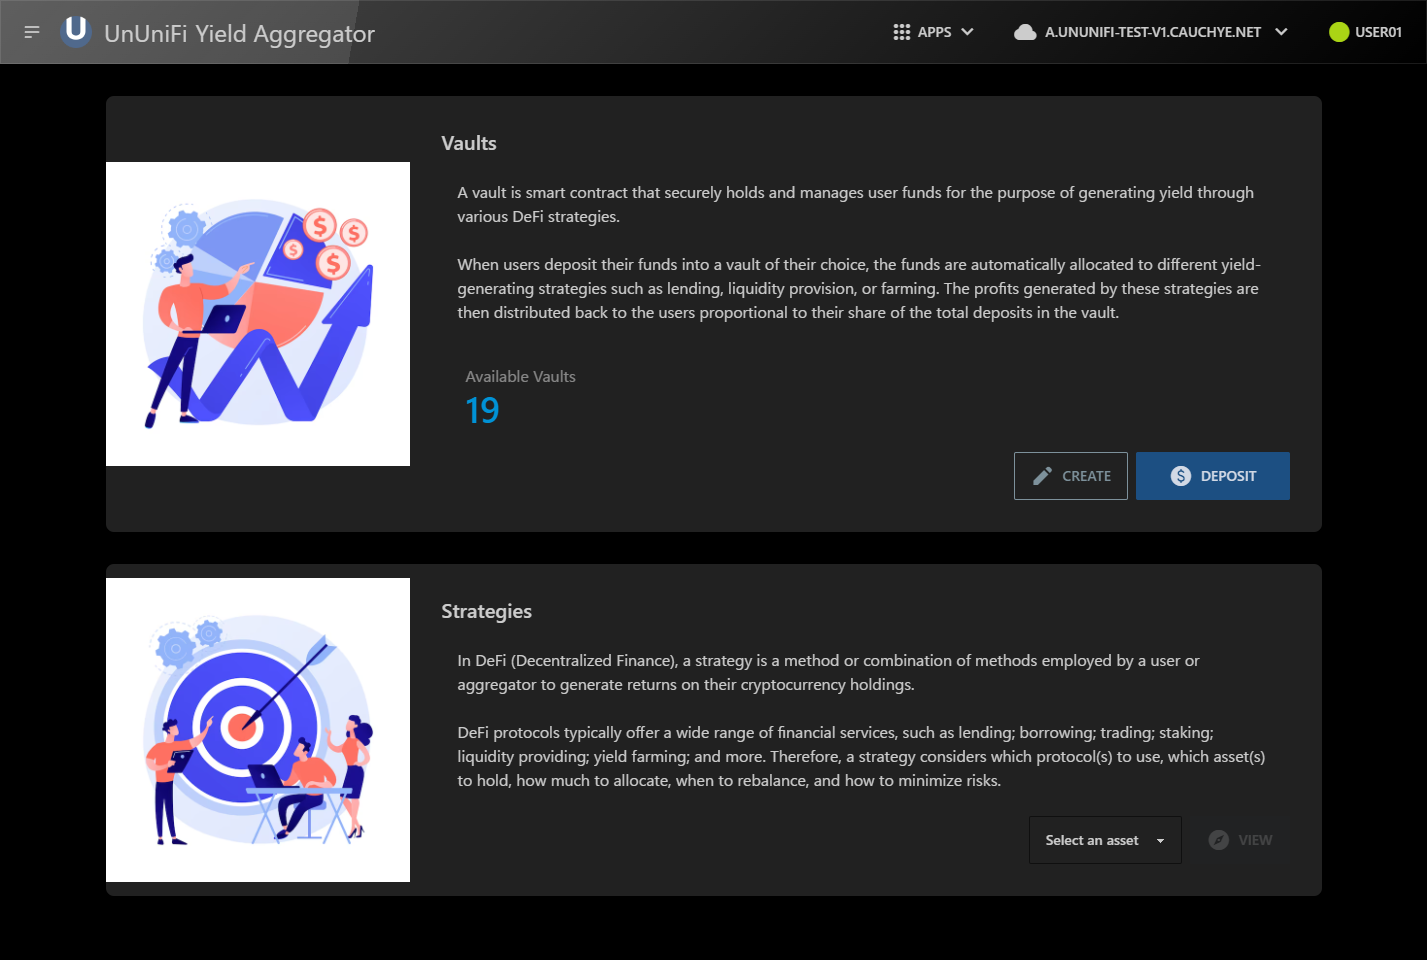 UnUniFi Yield Aggregator
APPS
A.UNUNIFI-TEST-V1.CAUCHYE.NET
USER01
Vaults
A vault is smart contract that securely holds and manages user funds for the purpose of generating yield through
various DeFi strategies.
When users deposit their funds into a vault of their choice, the funds are automatically allocated to different yield-
generating strategies such as lending, liquidity provision, or farming. The profits generated by these strategies are
then distributed back to the users proportional to their share of the total deposits in the vault.
Available Vaults
19
CREATE
$ DEPOSIT
$ $ $ $
Strategies
In DeFi (Decentralized Finance), a strategy is a method or combination of methods employed by a user or
aggregator to generate returns on their cryptocurrency holdings.
DeFi protocols typically offer a wide range of financial services, such as lending; borrowing; trading; staking;
liquidity providing; yield farming; and more. Therefore, a strategy considers which protocol(s) to use, which asset(s)
to hold, how much to allocate, when to rebalance, and how to minimize risks.
Select an asset
VIEW